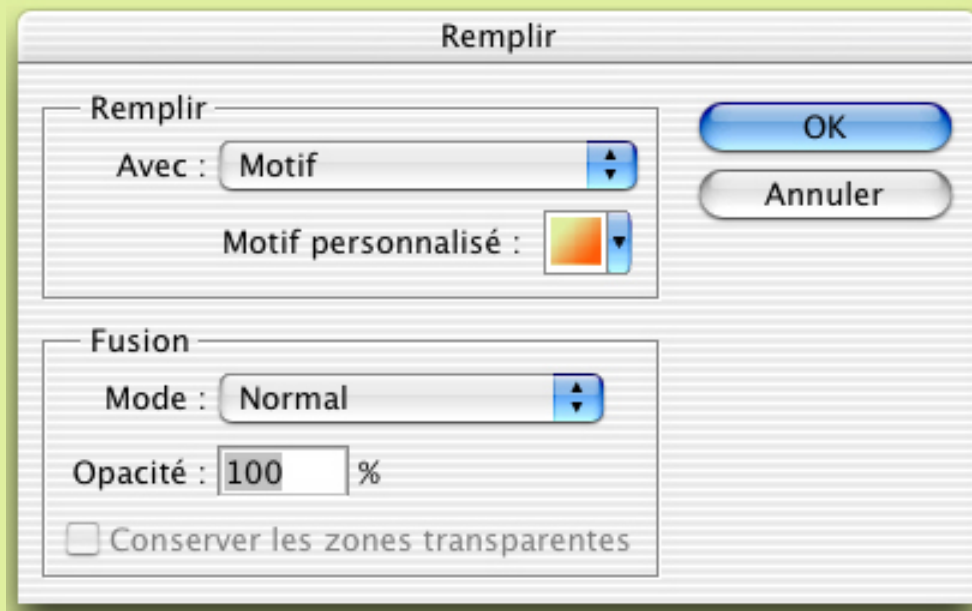 Remplir
Remplir
Avec : Motif
Motif personnalisé :
OK
Annuler
Fusion
Mode : Normal
Opacité : 100 %
Conserver les zones transparentes